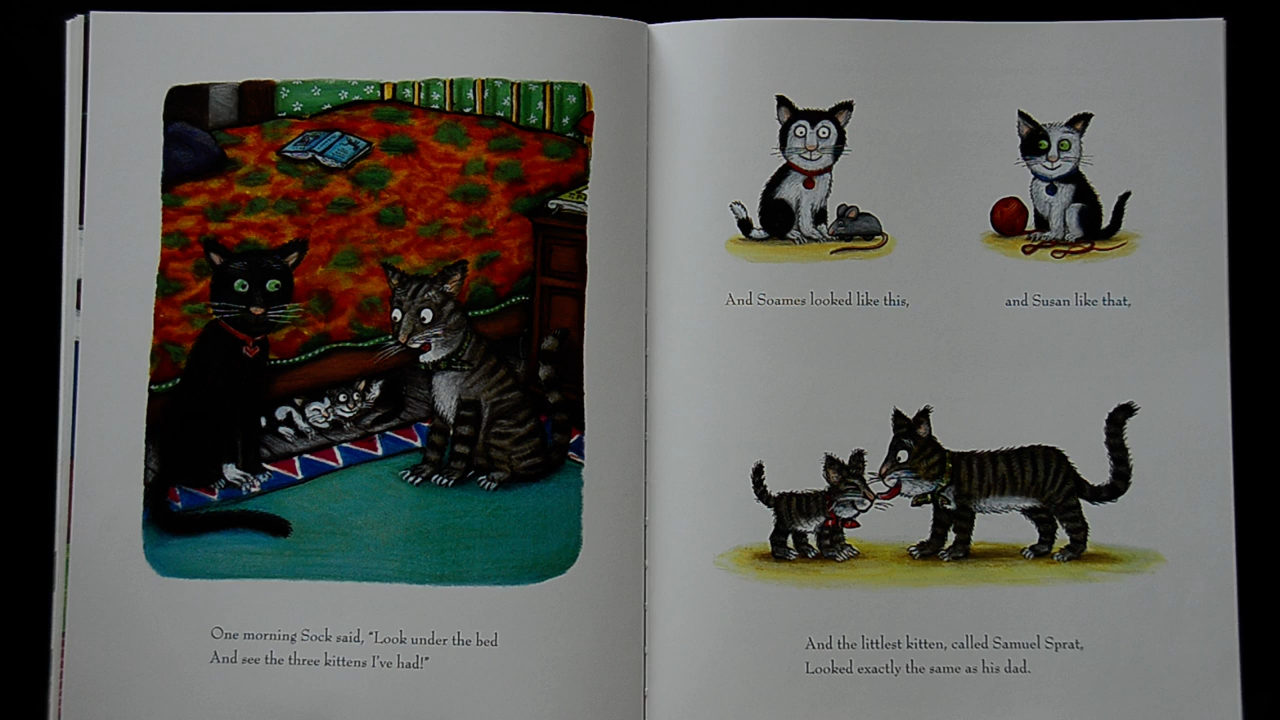 One morning Sock said, “Look under the bed
And see the three kittens I’ve had!”
And Soames looked like this,
and Susan like that,
And the littlest kitten, called Samuel Sprat,
Looked exactly the same as his dad.